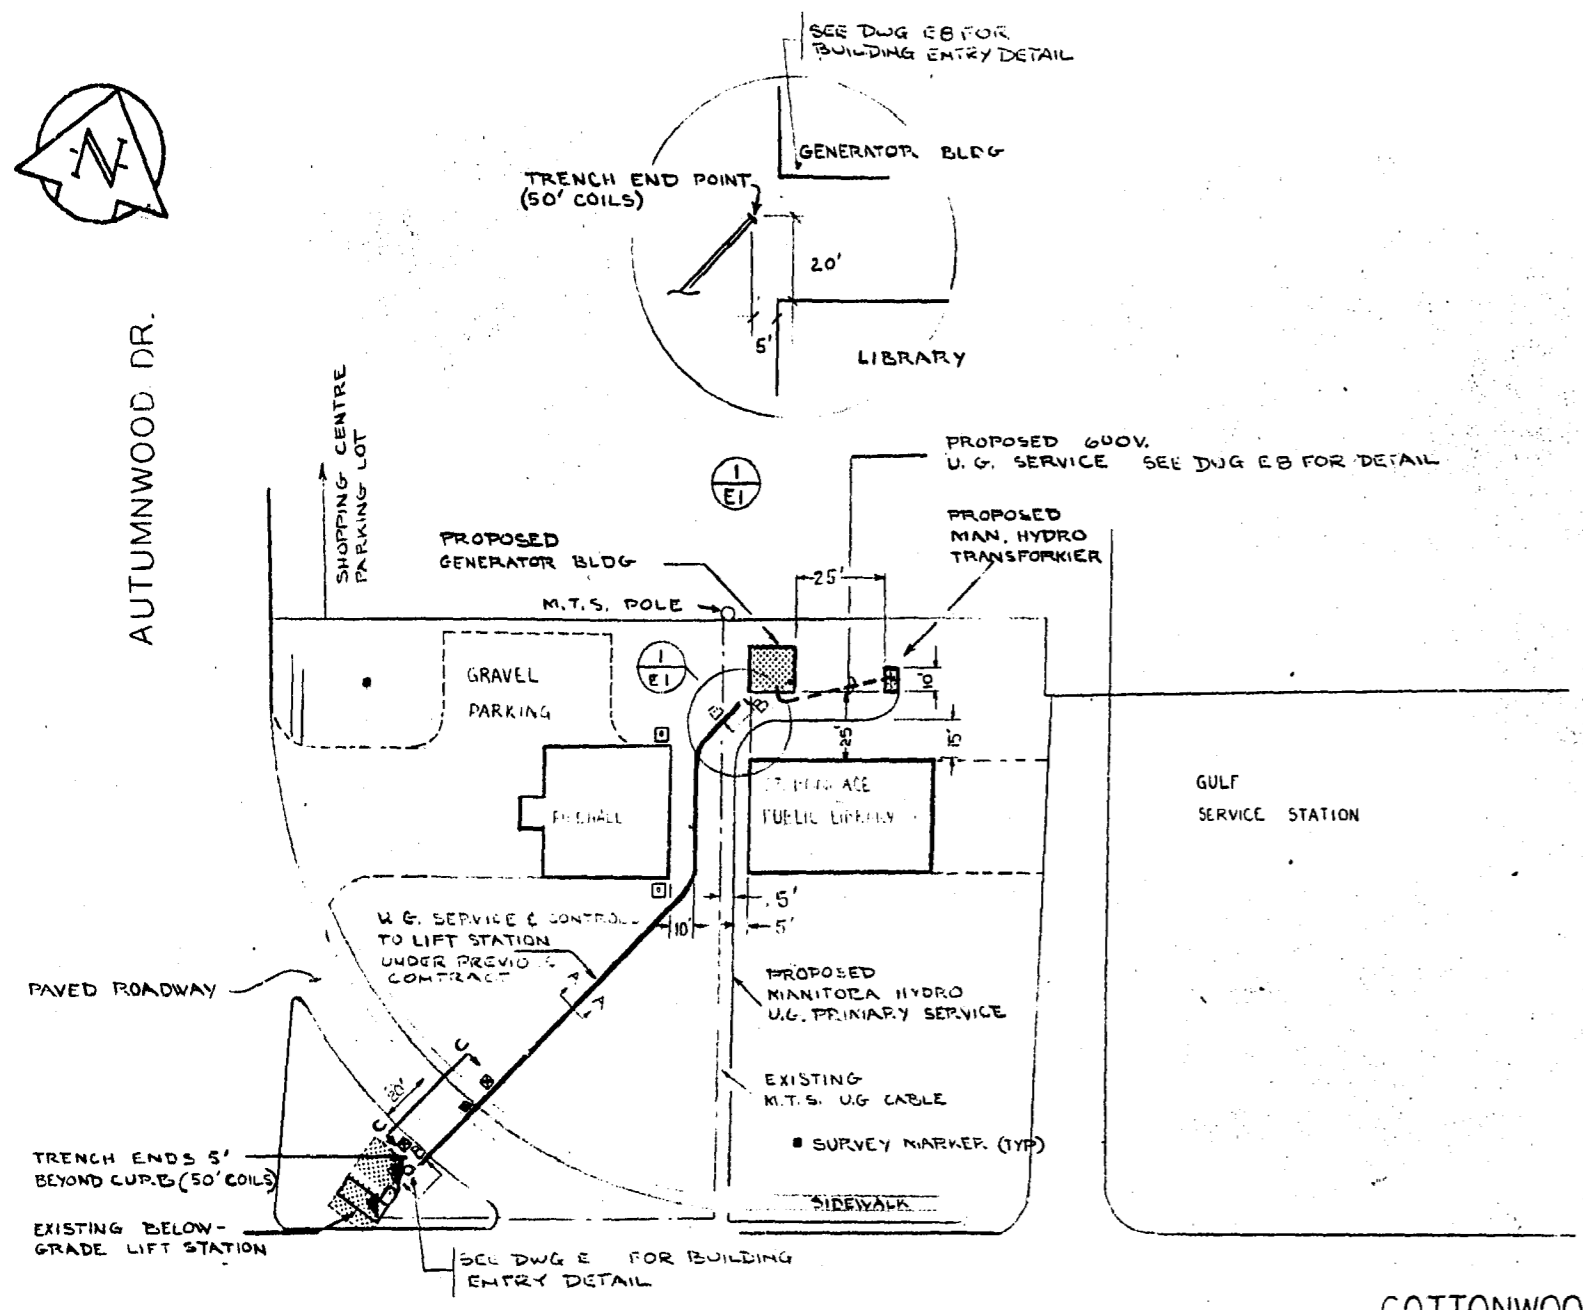 SEE DWG E8 FOR
BUILDING ENTRY DETAIL
N
GENERATOR BLDG
TRENCH END POINT
(50' COILS)
20'
5'
LIBRARY
AUTUMNWOOD DR.
SHOPPING CENTRE
PARKING LOT
1
E1
PROPOSED 600V.
U.G. SERVICE SEE DWG E8 FOR DETAIL
PROPOSED
MAN. HYDRO
TRANSFORMER
PROPOSED
GENERATOR BLDG
25'
M.T.S. POLE
1
E1
GRAVEL
PARKING
10'
B B
25'
15'
GULF
SERVICE STATION
FIREHALL
PUBLIC LIBRARY
5'
10'
5'
U.G. SERVICE & CONTROL
TO LIFT STATION
UNDER PREVIOUS
CONTRACT
A
A
PAVED ROADWAY
PROPOSED
MANITOBA HYDRO
U.G. PRIMARY SERVICE
EXISTING
M.T.S. U.G CABLE
C
20'
C
SURVEY MARKER (TYP)
TRENCH ENDS 5'
BEYOND CURB (50' COILS)
SIDEWALK
EXISTING BELOW-
GRADE LIFT STATION
SEE DWG E FOR BUILDING
ENTRY DETAIL